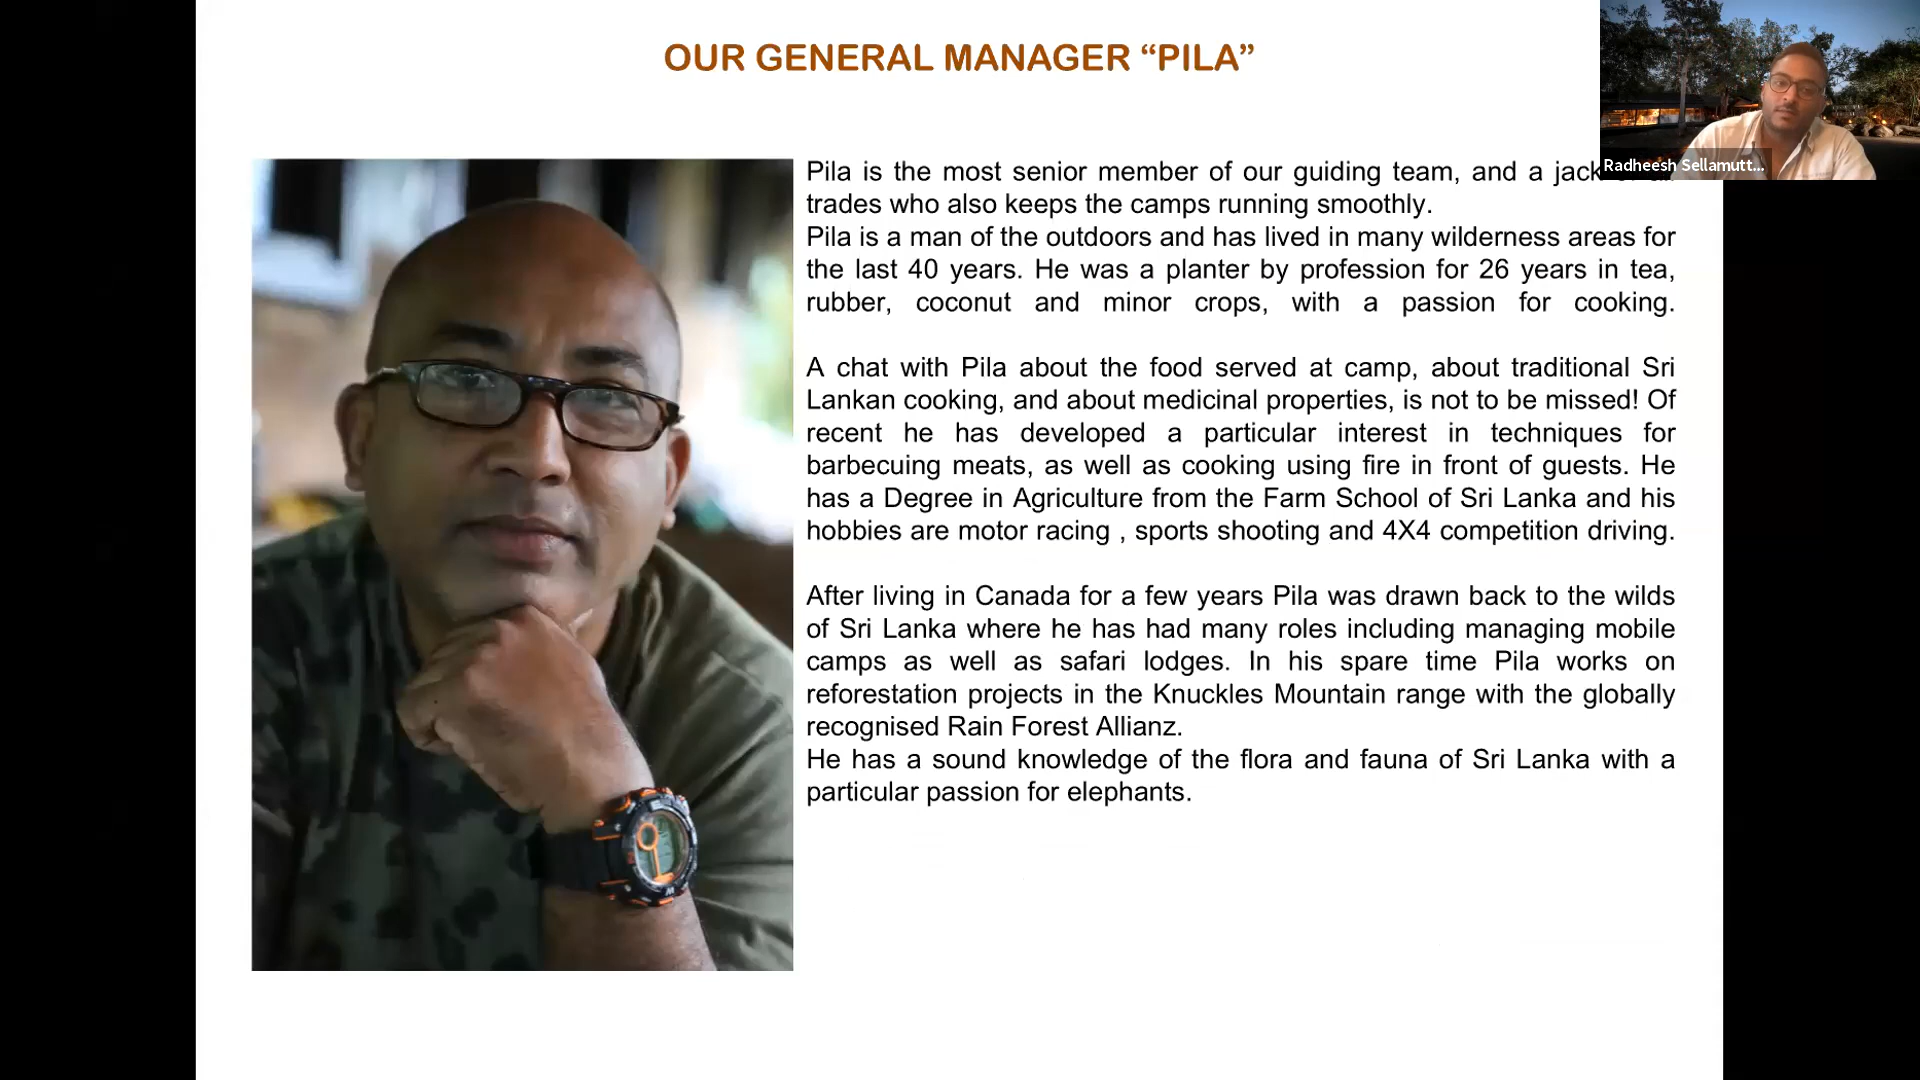 OUR GENERAL MANAGER “PILA”
Radheesh Sellamutt...
Pila is the most senior member of our guiding team, and a jack
trades who also keeps the camps running smoothly.
Pila is a man of the outdoors and has lived in many wilderness areas for
the last 40 years. He was a planter by profession for 26 years in tea,
rubber, coconut and minor crops, with a passion for cooking.
A chat with Pila about the food served at camp, about traditional Sri
Lankan cooking, and about medicinal properties, is not to be missed! Of
recent he has developed a particular interest in techniques for
barbecuing meats, as well as cooking using fire in front of guests. He
has a Degree in Agriculture from the Farm School of Sri Lanka and his
hobbies are motor racing , sports shooting and 4X4 competition driving.
After living in Canada for a few years Pila was drawn back to the wilds
of Sri Lanka where he has had many roles including managing mobile
camps as well as safari lodges. In his spare time Pila works on
reforestation projects in the Knuckles Mountain range with the globally
recognised Rain Forest Allianz.
He has a sound knowledge of the flora and fauna of Sri Lanka with a
particular passion for elephants.